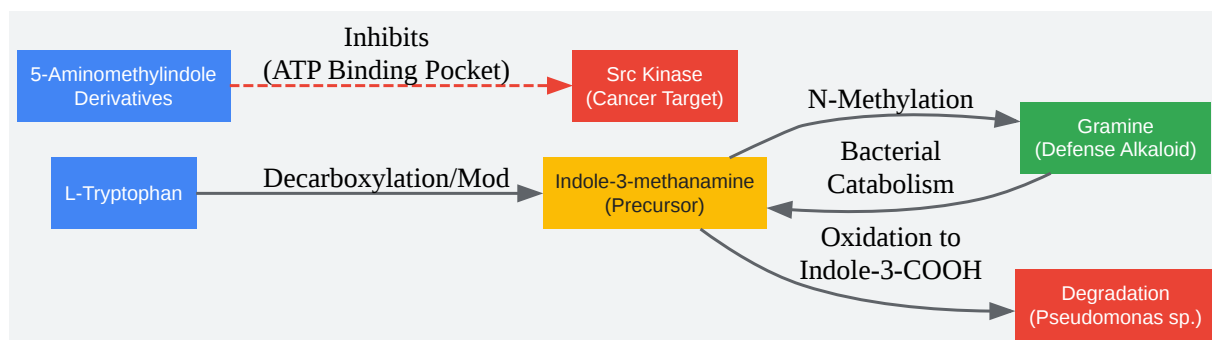 Inhibits
(ATP Binding Pocket)
5-Aminomethylindole
Derivatives
Src Kinase
(Cancer Target)
N-Methylation
Gramine
(Defense Alkaloid)
Bacterial
Catabolism
L-Tryptophan
Decarboxylation/Mod
Indole-3-methanamine
(Precursor)
Oxidation to
Indole-3-COOH
Degradation
(Pseudomonas sp.)